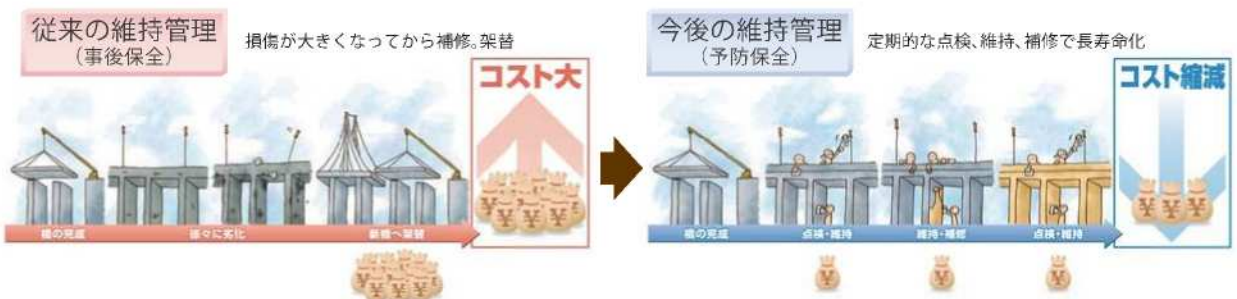 従来の維持管理
(事後保全)
損傷が大きくなってから補修。架替
コスト大
橋の完成
徐々に劣化
新橋へ架替
¥
今後の維持管理
(予防保全)
定期的な点検、維持、補修で長寿命化
コスト縮減
橋の完成
点検・維持
維持・補修
点検・維持
¥ ¥ ¥
¥
¥
¥